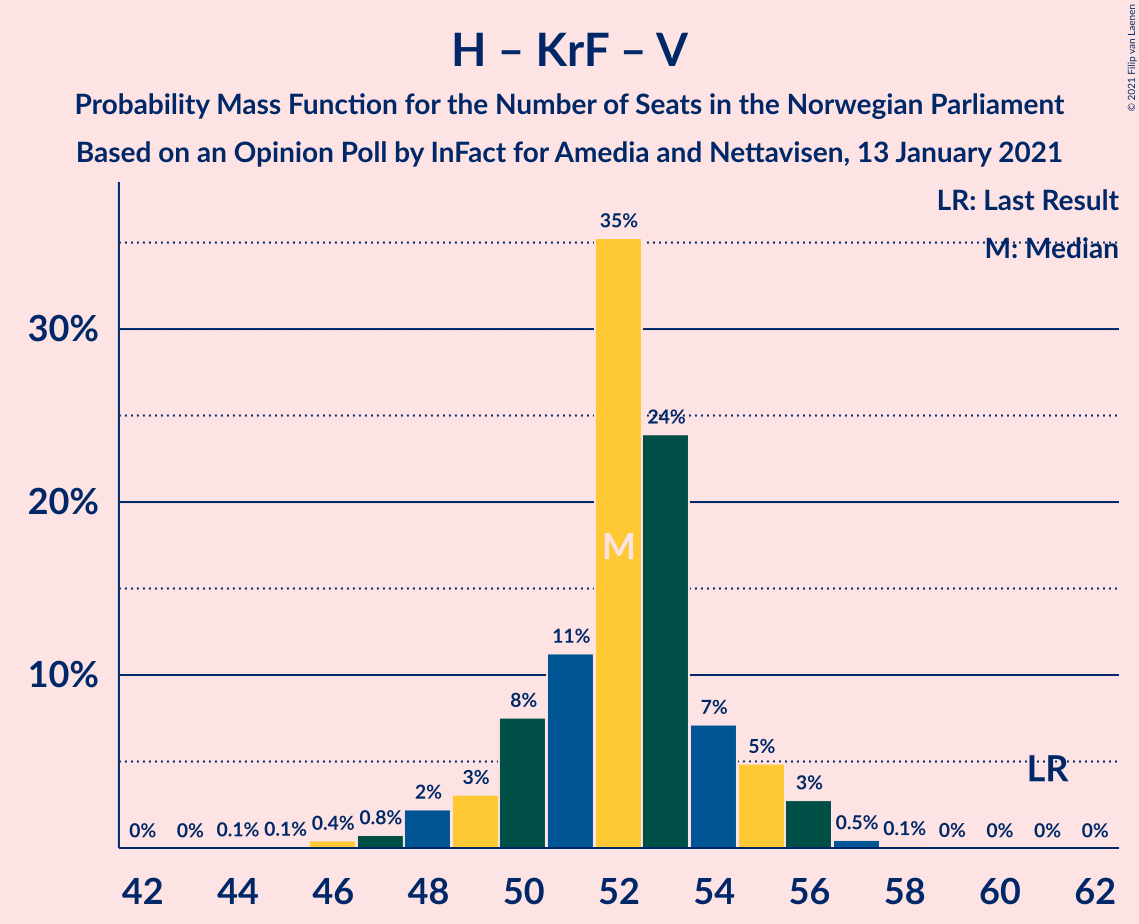 H – KrF – V
Probability Mass Function for the Number of Seats in the Norwegian Parliament
Based on an Opinion Poll by InFact for Amedia and Nettavisen, 13 January 2021
© 2021 Filip van Laenen
LR: Last Result
M: Median
30%
20%
10%
0% 0% 0.1% 0.1% 0.4% 0.8% 2% 3% 8% 11% 35% 24% 7% 5% 3% 0.5% 0.1% 0% 0% 0% 0%
M
LR
42 44 46 48 50 52 54 56 58 60 62